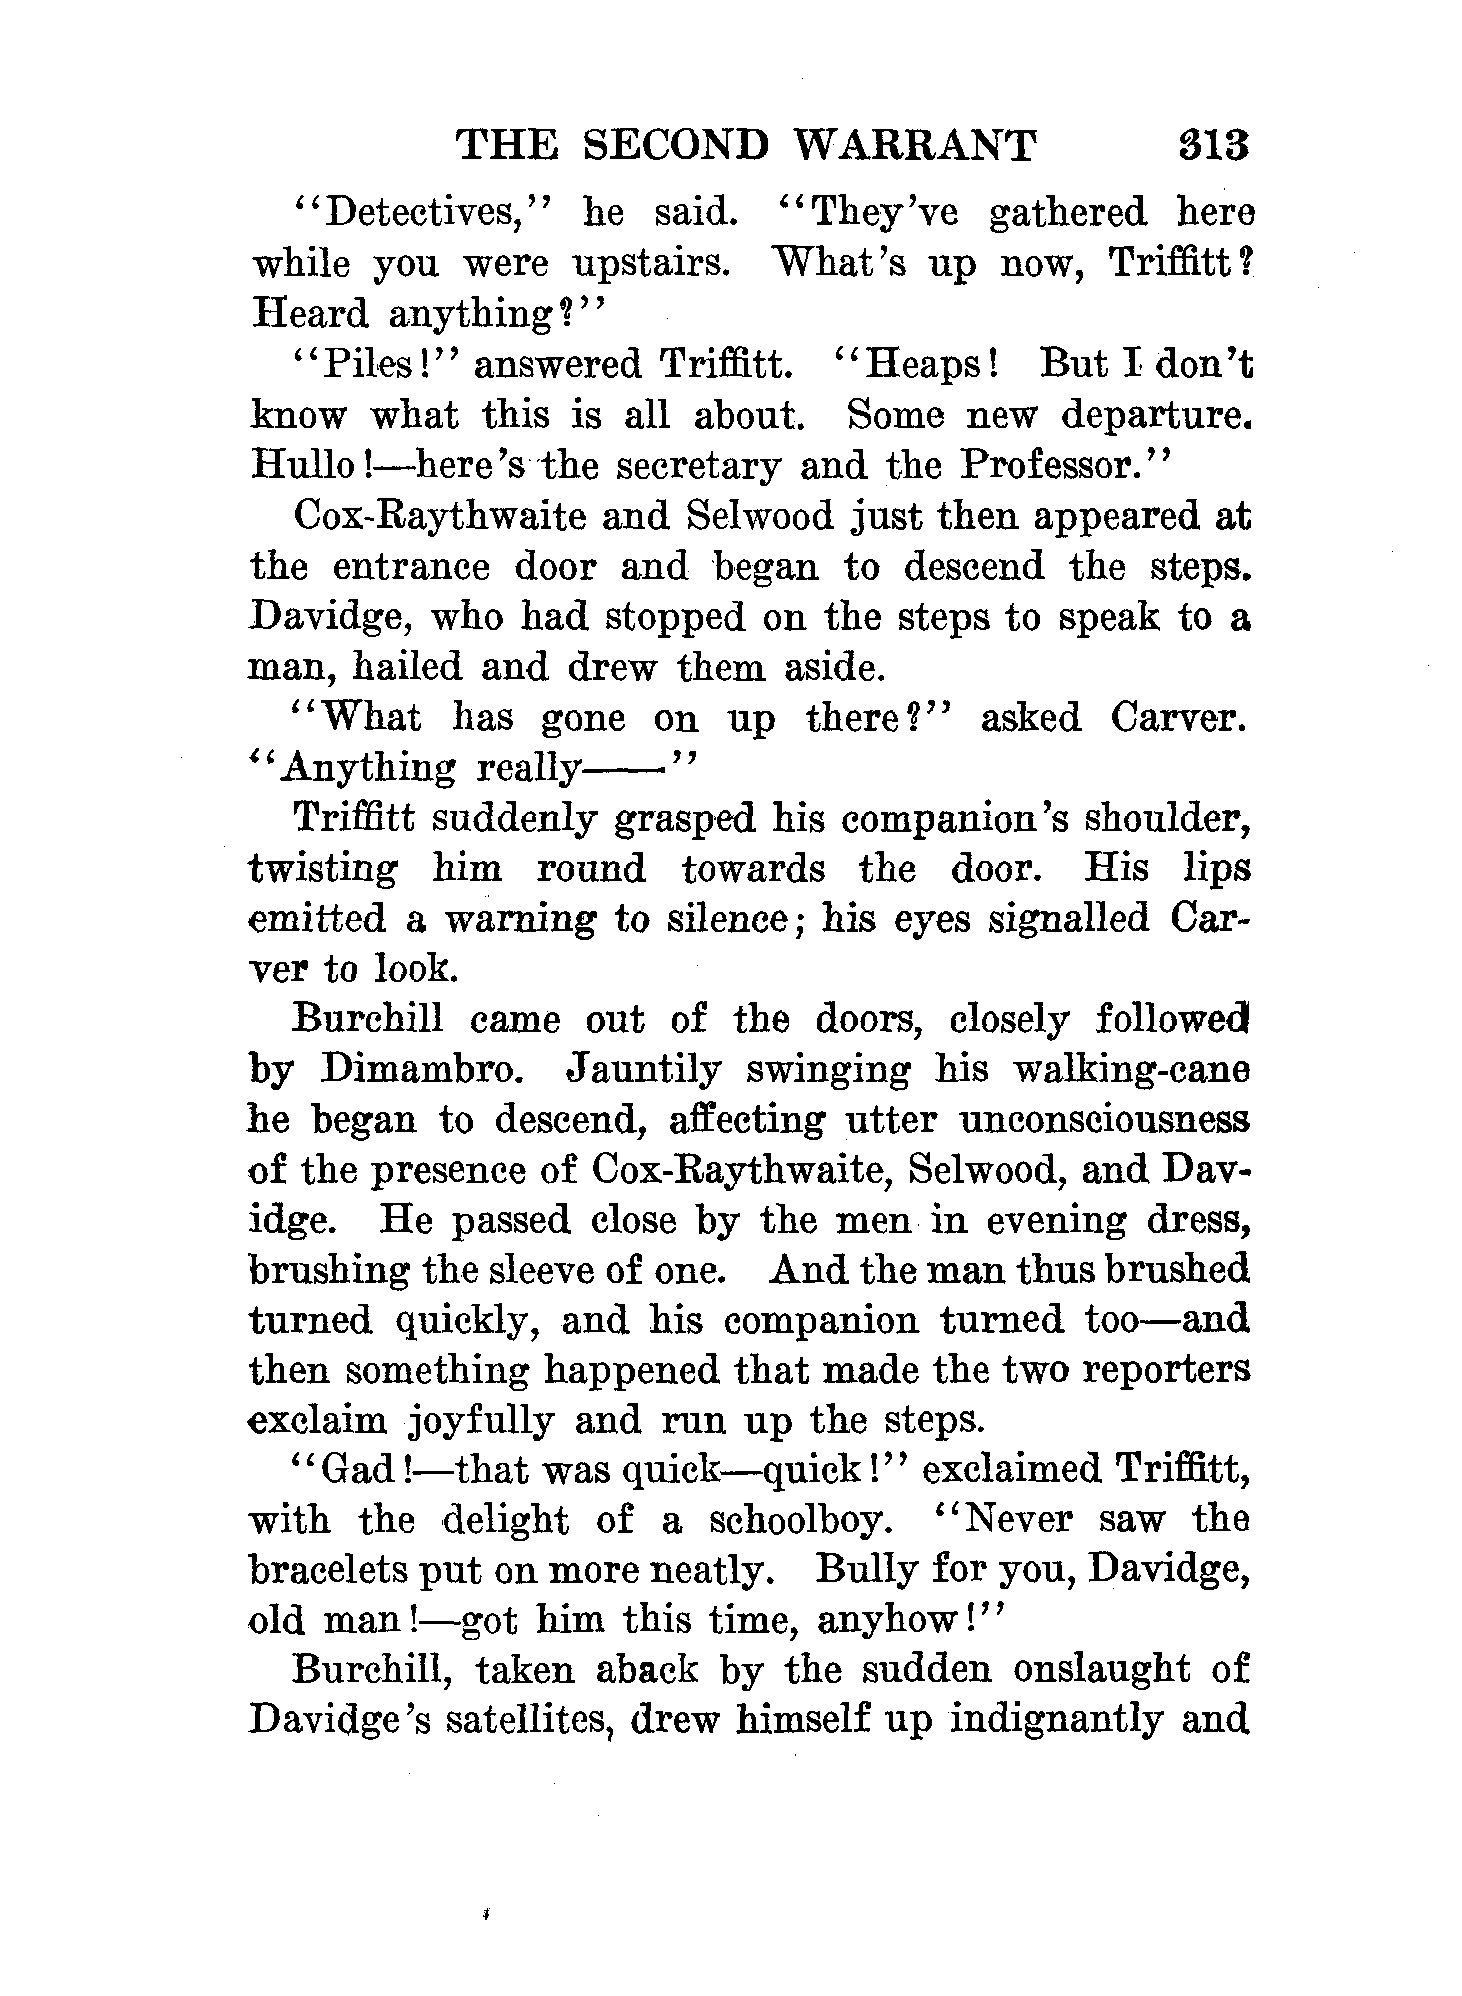 THE SECOND WARRANT 313
"Detectives," he said. "They've gathered here
while you were upstairs. What's up now, Triffitt?
Heard anything?"
"Piles!" answered Triffitt. "Heaps! But I don't
know what this is all about. Some new departure.
Hullo!—here's the secretary and the Professor."
Cox-Raythwaite and Selwood just then appeared at
the entrance door and began to descend the steps.
Davidge, who had stopped on the steps to speak to a
man, hailed and drew them aside.
"What has gone on up there?" asked Carver.
"Anything really——"
Triffitt suddenly grasped his companion's shoulder,
twisting him round towards the door. His lips
emitted a warning to silence; his eyes signalled Car-
ver to look.
Burchill came out of the doors, closely followed
by Dimambro. Jauntily swinging his walking-cane
he began to descend, affecting utter unconsciousness
of the presence of Cox-Raythwaite, Selwood, and Dav-
idge. He passed close by the men in evening dress,
brushing the sleeve of one. And the man thus brushed
turned quickly, and his companion turned too—and
then something happened that made the two reporters
exclaim joyfully and run up the steps.
"Gad!—that was quick—quick!" exclaimed Triffitt,
with the delight of a schoolboy. "Never saw the
bracelets put on more neatly. Bully for you, Davidge,
old man!—got him this time, anyhow!"
Burchill, taken aback by the sudden onslaught of
Davidge's satellites, drew himself up indignantly and